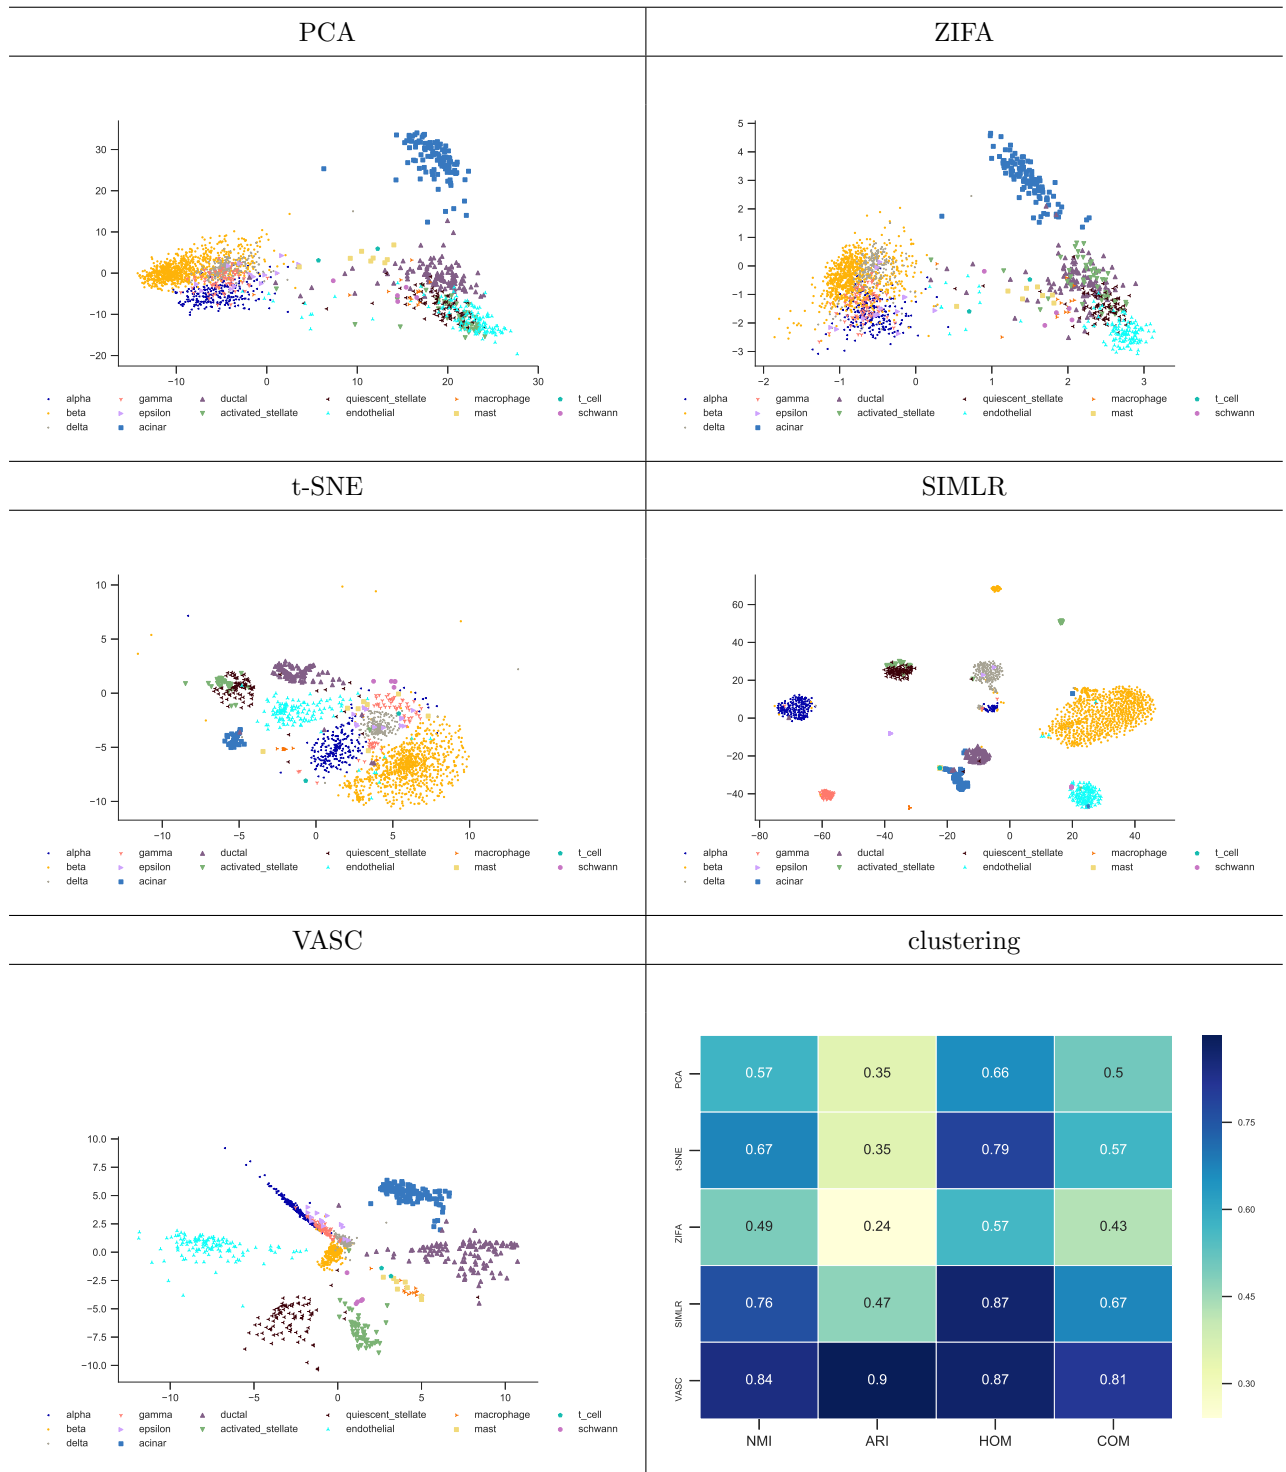 PCA
ZIFA
30
20
10
0
−10
−20
−10
0
10
20
30
alpha gamma ductal quiescent_stellate macrophage t_cell
beta epsilon activated_stellate endothelial mast schwann
delta acinar
5
4
3
2
1
0
−1
−2
−3
−2
−1
0
1
2
3
alpha gamma ductal quiescent_stellate macrophage t_cell
beta epsilon activated_stellate endothelial mast schwann
delta acinar
t-SNE
SIMLR
10
5
0
−5
−10
−10
−5
0
5
10
alpha gamma ductal quiescent_stellate macrophage t_cell
beta epsilon activated_stellate endothelial mast schwann
delta acinar
60
40
20
0
−20
−40
−80
−60
−40
−20
0
20
40
alpha gamma ductal quiescent_stellate macrophage t_cell
beta epsilon activated_stellate endothelial mast schwann
delta acinar
VASC
clustering
10.0
7.5
5.0
2.5
0.0
−2.5
−5.0
−7.5
−10.0
−10
−5
0
5
10
alpha gamma ductal quiescent_stellate macrophage t_cell
beta epsilon activated_stellate endothelial mast schwann
delta acinar
PCA 0.57 0.35 0.66 0.5
t-SNE 0.67 0.35 0.79 0.57
ZIFA 0.49 0.24 0.57 0.43
SIMLR 0.76 0.47 0.87 0.67
VASC 0.84 0.9 0.87 0.81
NMI ARI HOM COM
0.75
0.60
0.45
0.30